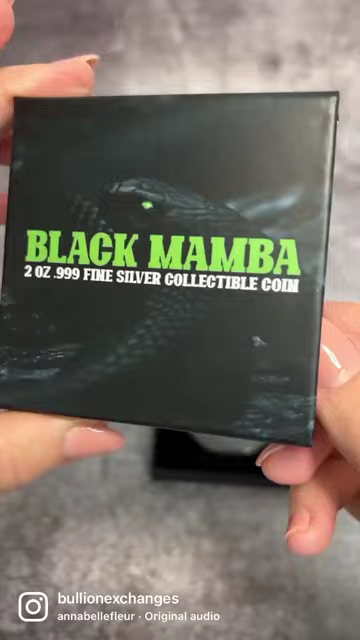 BLACK MAMBA
2 OZ .999 FINE SILVER COLLECTIBLE COIN
bullionexchanges
annabellefleur · Original audio